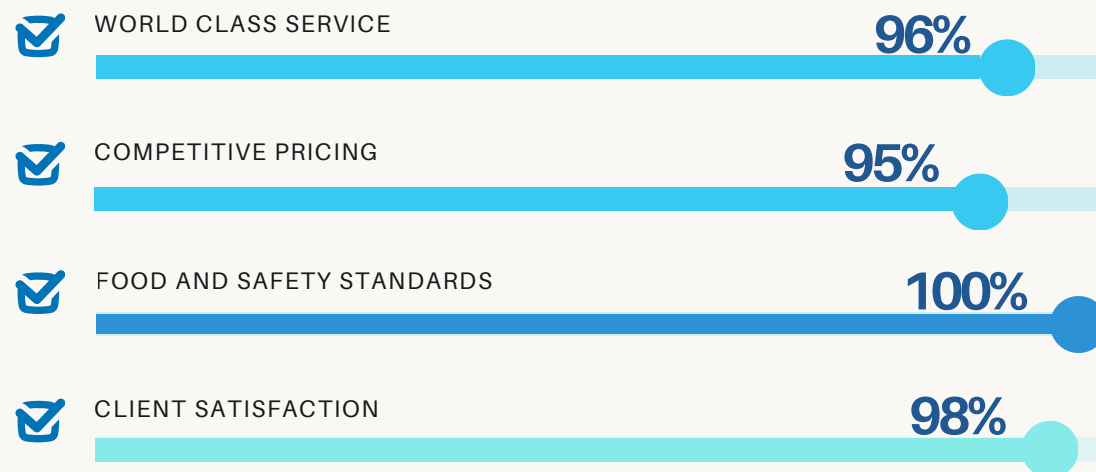 WORLD CLASS SERVICE
96%
COMPETITIVE PRICING
95%
FOOD AND SAFETY STANDARDS
100%
CLIENT SATISFACTION
98%